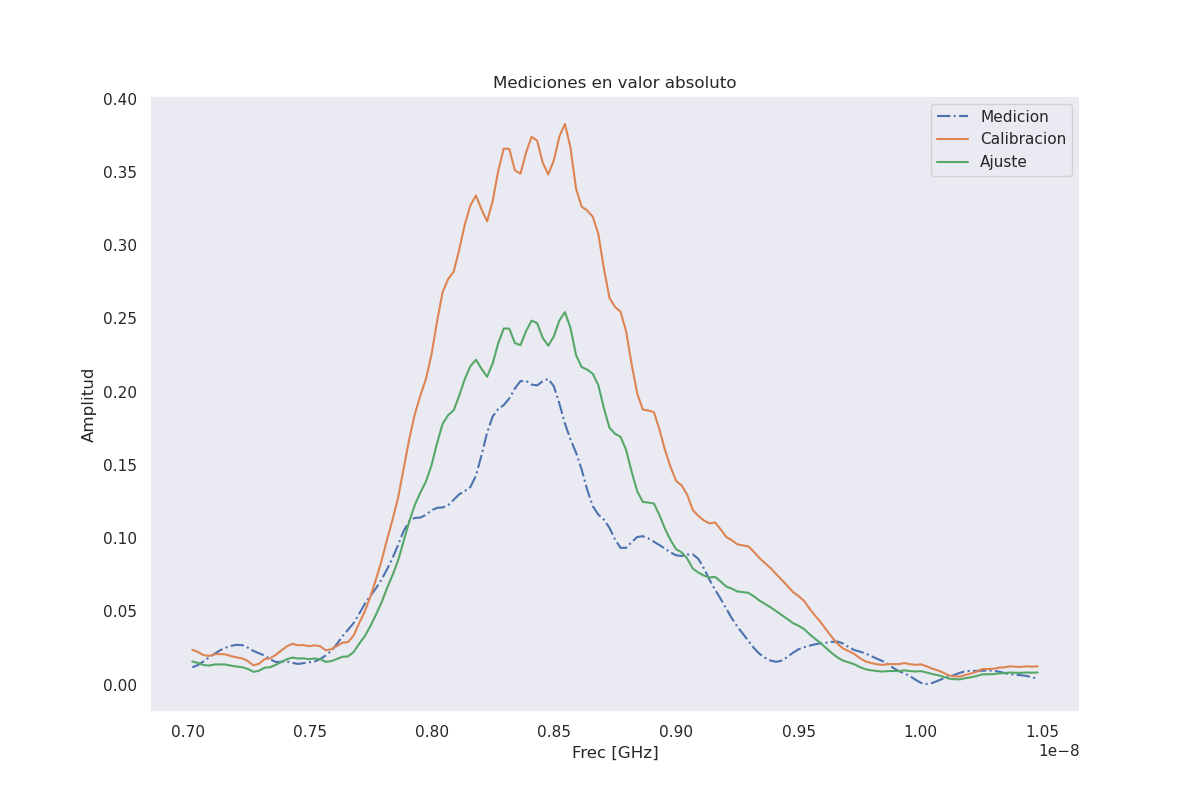 Mediciones en valor absoluto
0.40
0.35
0.30
0.25
0.20
0.15
0.10
0.05
0.00
Amplitud
Medicion
Calibracion
Ajuste
0.70 0.75 0.80 0.85 0.90 0.95 1.00 1.05
1e−8
Frec [GHz]